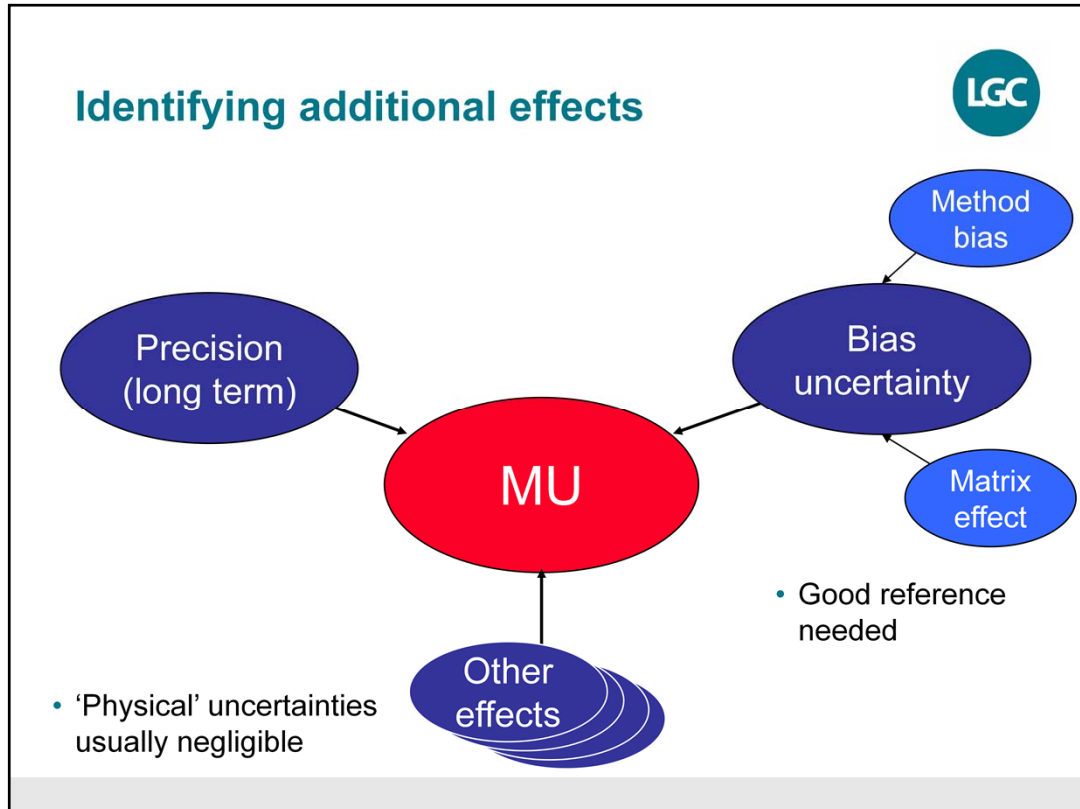 Identifying additional effects
LGC
Method
bias
Precision
(long term)
Bias
uncertainty
MU
Matrix
effect
• Good reference
needed
Other
effects
• ‘Physical’ uncertainties
usually negligible